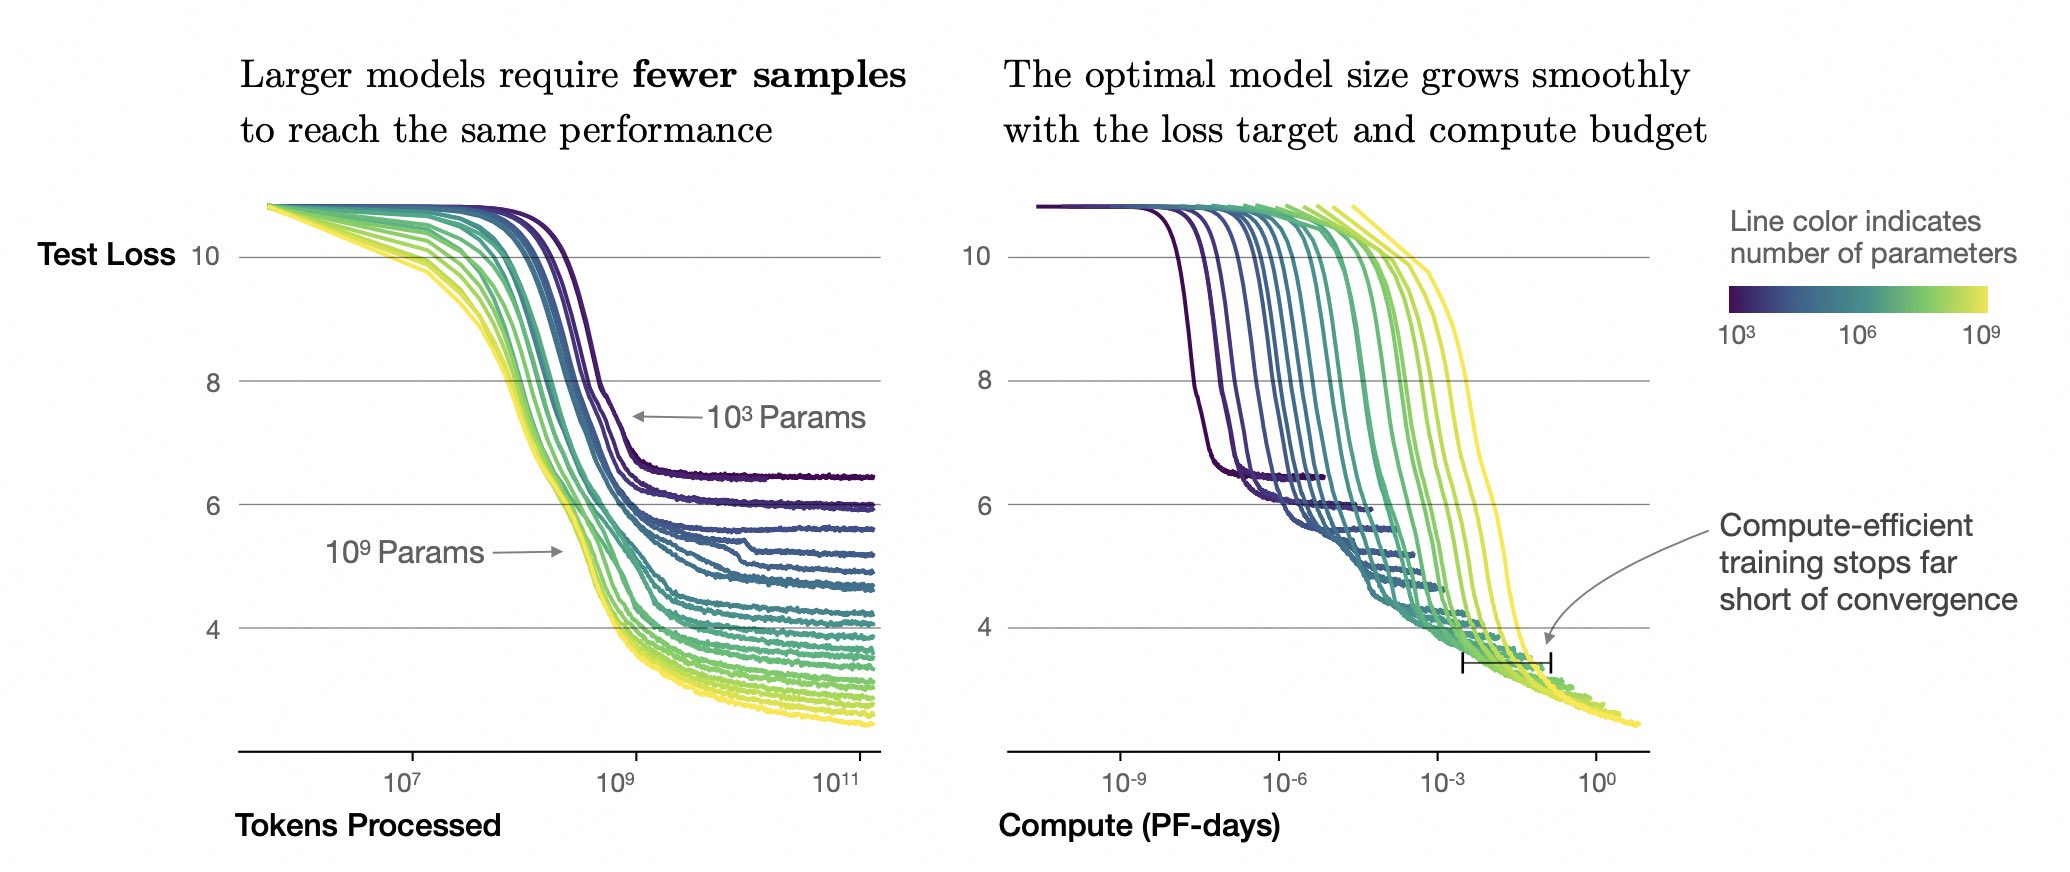 Larger models require fewer samples
to reach the same performance
The optimal model size grows smoothly
with the loss target and compute budget
Test Loss
10
8
6
4
10³ Params
10⁹ Params
10⁷
10⁹
10¹¹
Tokens Processed
10
8
6
4
10⁻⁹
10⁻⁶
10⁻³
10⁰
Compute (PF-days)
Line color indicates
number of parameters
10³
10⁶
10⁹
Compute-efficient
training stops far
short of convergence